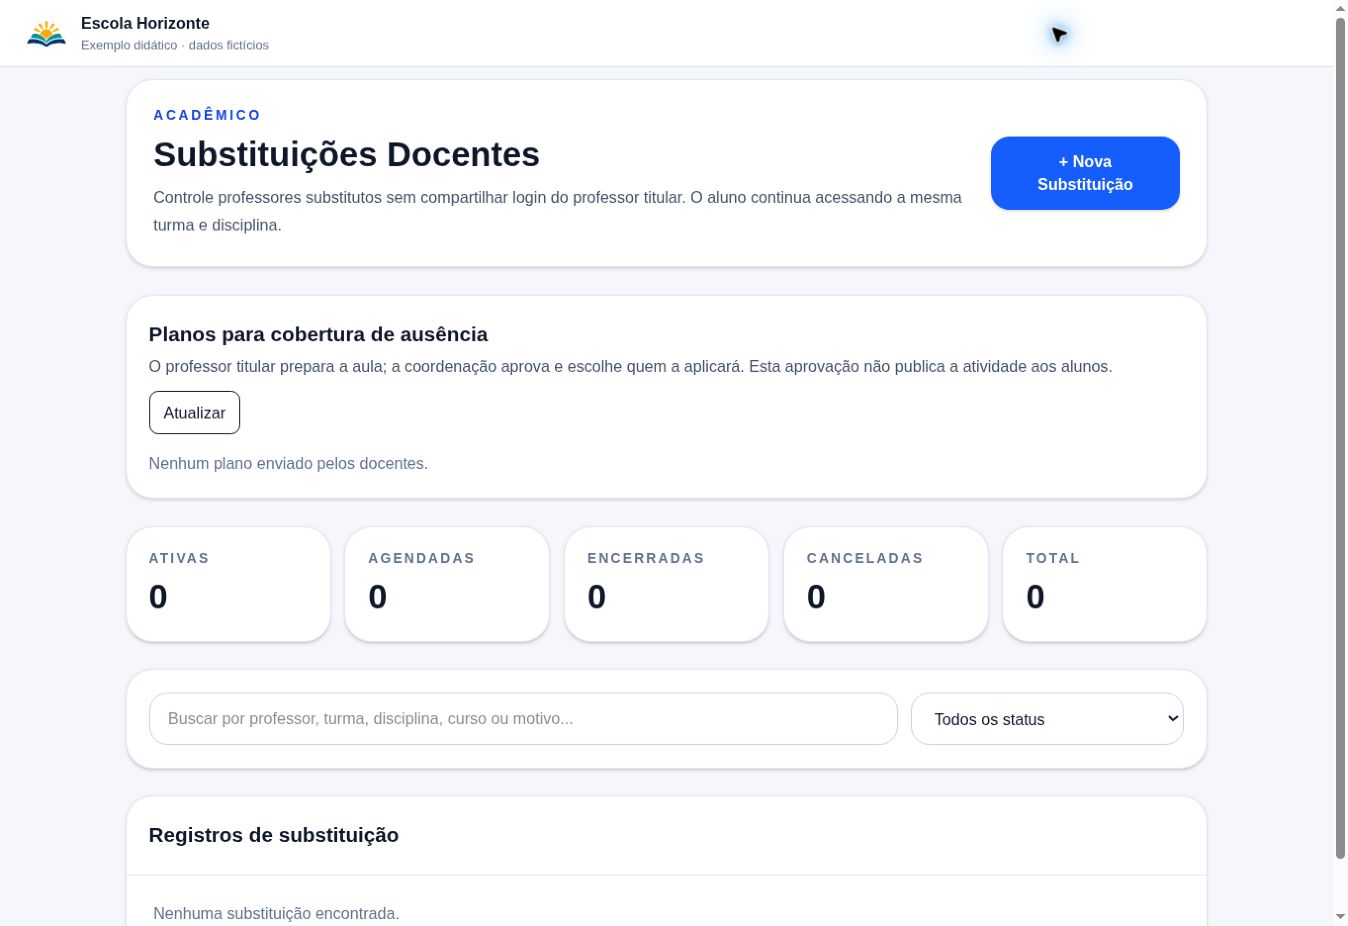 Escola Horizonte
Exemplo didático · dados fictícios
ACADÊMICO
Substituições Docentes
Controle professores substitutos sem compartilhar login do professor titular. O aluno continua acessando a mesma
turma e disciplina.
+ Nova
Substituição
Planos para cobertura de ausência
O professor titular prepara a aula; a coordenação aprova e escolhe quem a aplicará. Esta aprovação não publica a atividade aos alunos.
Atualizar
Nenhum plano enviado pelos docentes.
ATIVAS
0
AGENDADAS
0
ENCERRADAS
0
CANCELADAS
0
TOTAL
0
Buscar por professor, turma, disciplina, curso ou motivo...
Todos os status
Registros de substituição
Nenhuma substituição encontrada.